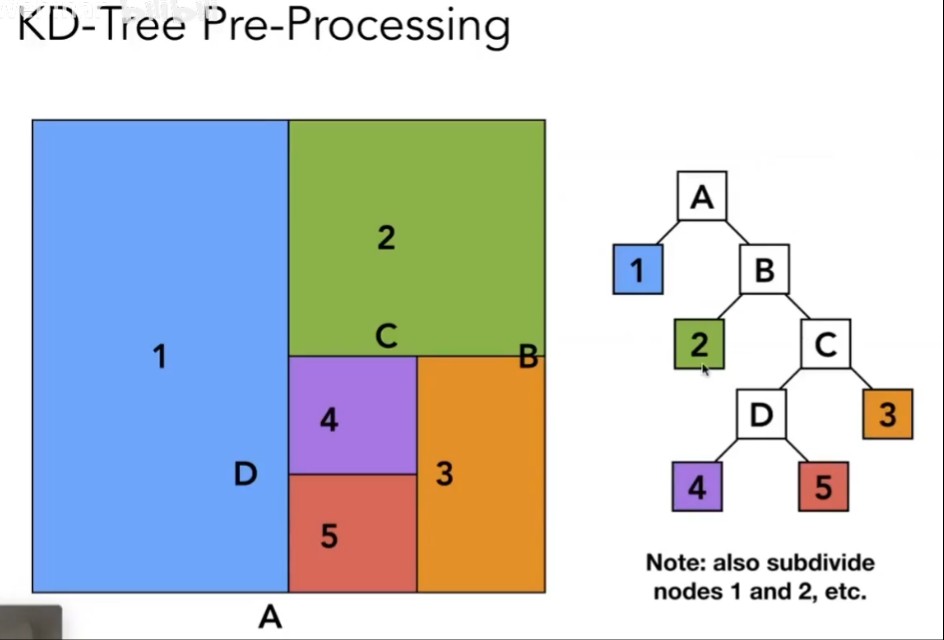 KD-Tree Pre-Processing
2
C
B
1
4
D
3
5
A
A
1
B
2
C
D
3
4
5
Note: also subdivide
nodes 1 and 2, etc.